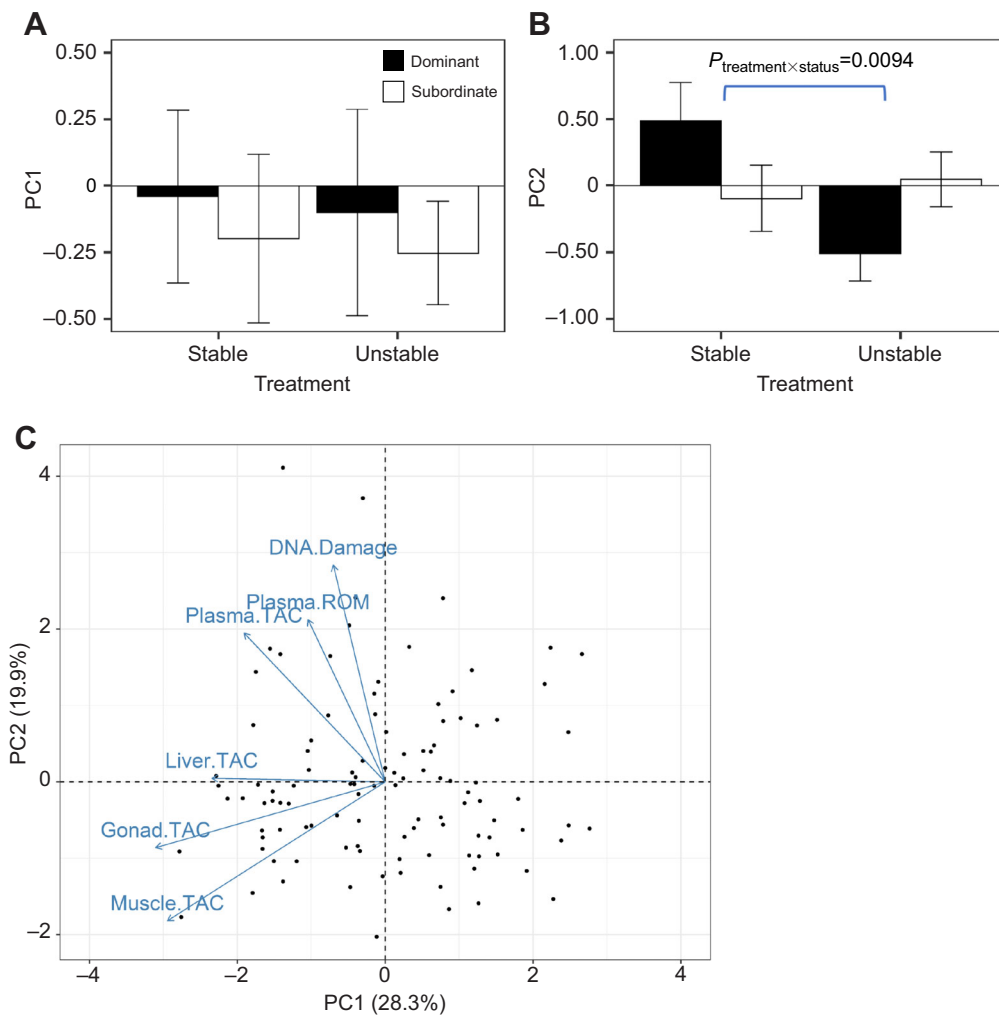 A
0.50
0.25
0
–0.25
–0.50
PC1
Dominant
Subordinate
Stable
Unstable
Treatment
B
1.00
0.50
0
–0.50
–1.00
PC2
Ptreatment×status=0.0094
Stable
Unstable
Treatment
C
4
2
0
–2
PC2 (19.9%)
DNA.Damage
Plasma.ROM
Plasma.TAC
Liver.TAC
Gonad.TAC
Muscle.TAC
–4
–2
0
2
4
PC1 (28.3%)